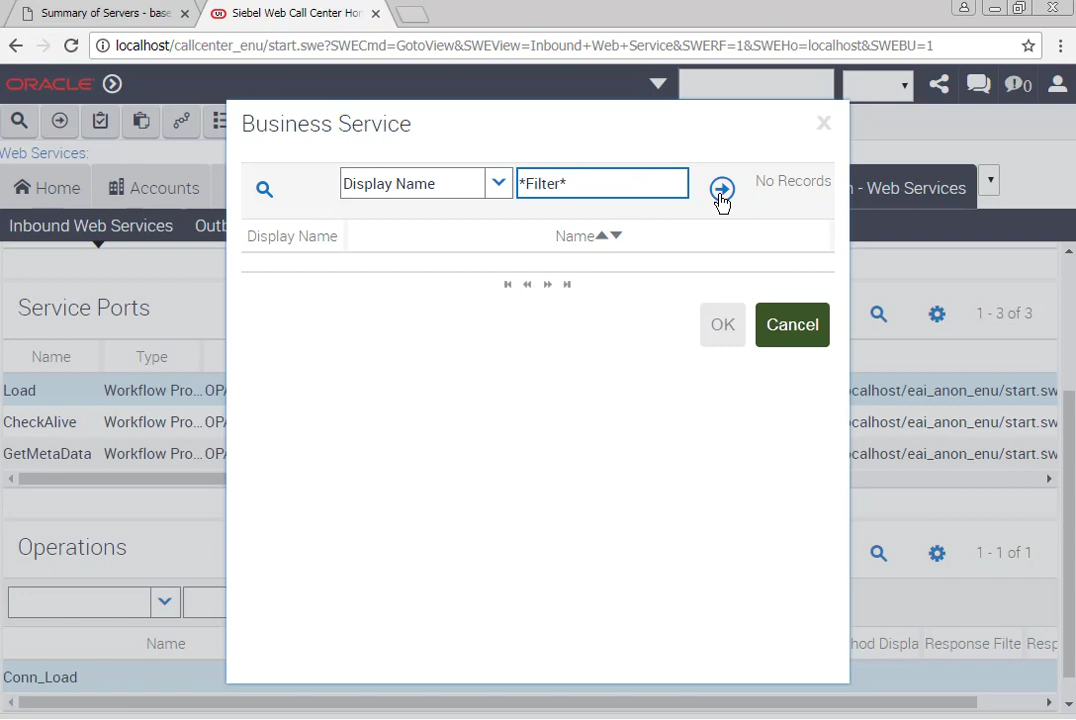 Summary of Servers - base
Siebel Web Call Center Hor
localhost/callcenter_enu/start.swe?SWECmd=GotoView&SWEView=Inbound+Web+Service&SWERF=1&SWEHo=localhost&SWEBU=1
ORACLE
0
Business Service
Web Services:
Display Name
*Filter*
No Records
Home
Accounts
n - Web Services
Inbound Web Services
Outb
Display Name
Name
Service Ports
1 - 3 of 3
OK
Cancel
Name
Type
Load
Workflow Pro...OPA
ocalhost/eai_anon_enu/start.sw
CheckAlive
Workflow Pro...OPA
ocalhost/eai_anon_enu/start.sw
GetMetaData
Workflow Pro...OPA
ocalhost/eai_anon_enu/start.sw
Operations
1 - 1 of 1
Name
hod Displa
Response Filte
Resp
Conn_Load